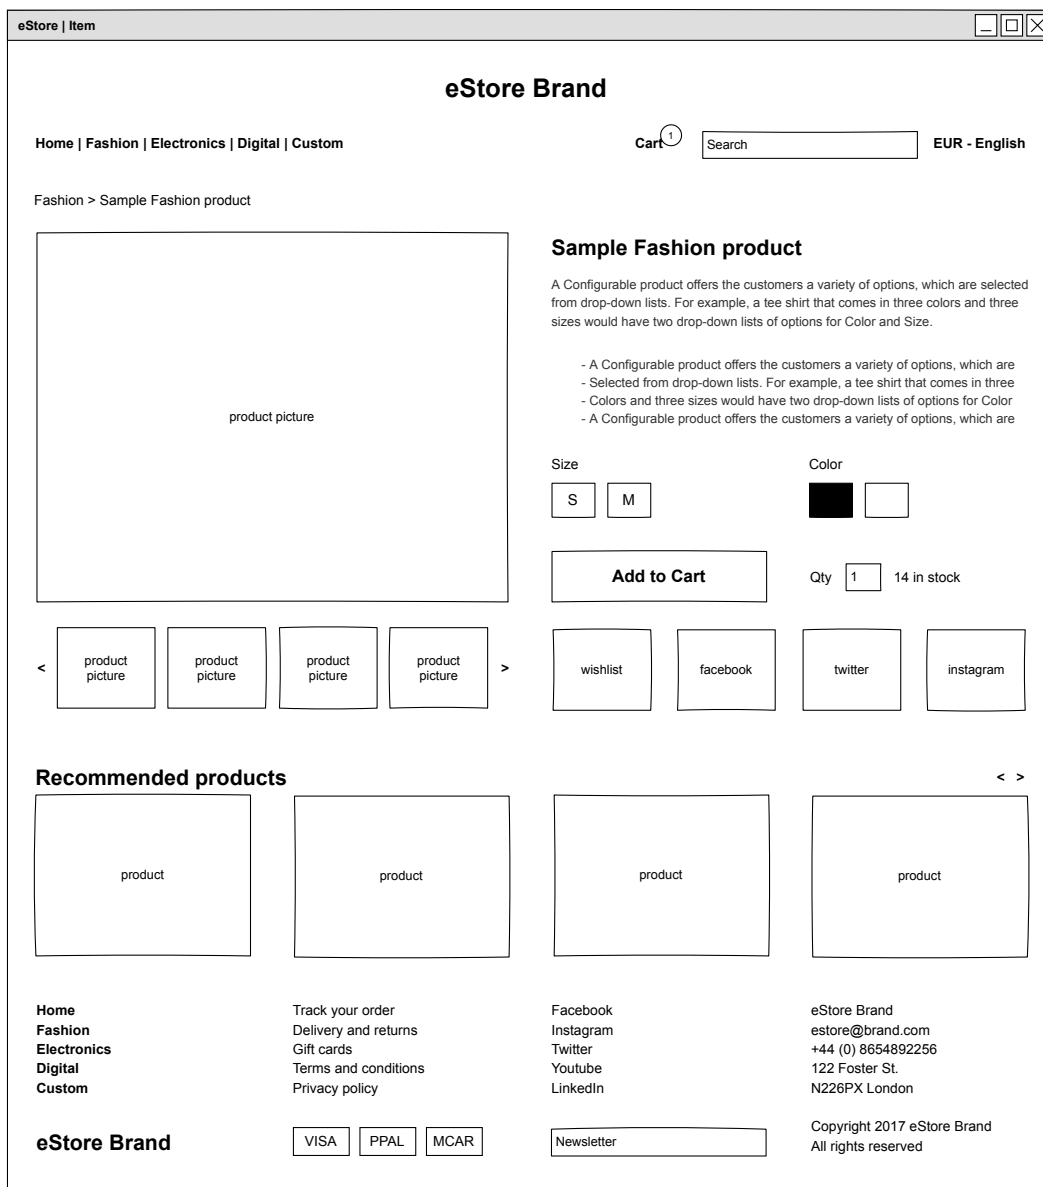 eStore | Item
eStore Brand
Home | Fashion | Electronics | Digital | Custom
Cart 1
Search
EUR - English
Fashion > Sample Fashion product
product picture
Sample Fashion product
A Configurable product offers the customers a variety of options, which are selected
from drop-down lists. For example, a tee shirt that comes in three colors and three
sizes would have two drop-down lists of options for Color and Size.
- A Configurable product offers the customers a variety of options, which are
- Selected from drop-down lists. For example, a tee shirt that comes in three
- Colors and three sizes would have two drop-down lists of options for Color
- A Configurable product offers the customers a variety of options, which are
Size
S
M
Color
Add to Cart
Qty 1 14 in stock
<
product
picture
product
picture
product
picture
product
picture
>
wishlist
facebook
twitter
instagram
Recommended products
< >
product
product
product
product
Home
Fashion
Electronics
Digital
Custom
Track your order
Delivery and returns
Gift cards
Terms and conditions
Privacy policy
Facebook
Instagram
Twitter
Youtube
LinkedIn
eStore Brand
estore@brand.com
+44 (0) 8654892256
122 Foster St.
N226PX London
eStore Brand
VISA
PPAL
MCAR
Newsletter
Copyright 2017 eStore Brand
All rights reserved